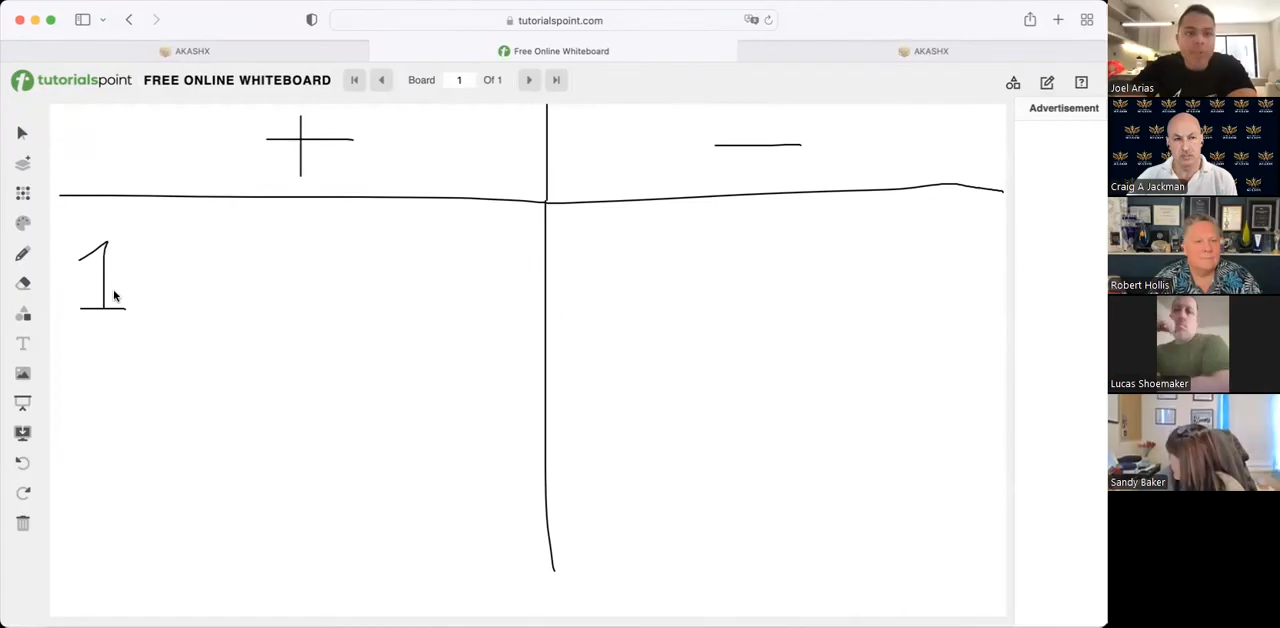 tutorialspoint.com
AKASHX
Free Online Whiteboard
AKASHX
tutorialspoint FREE ONLINE WHITEBOARD
Board 1 Of 1
Advertisement
+ —
1
T
Joel Arias
Craig A Jackman
Robert Hollis
Lucas Shoemaker
Sandy Baker